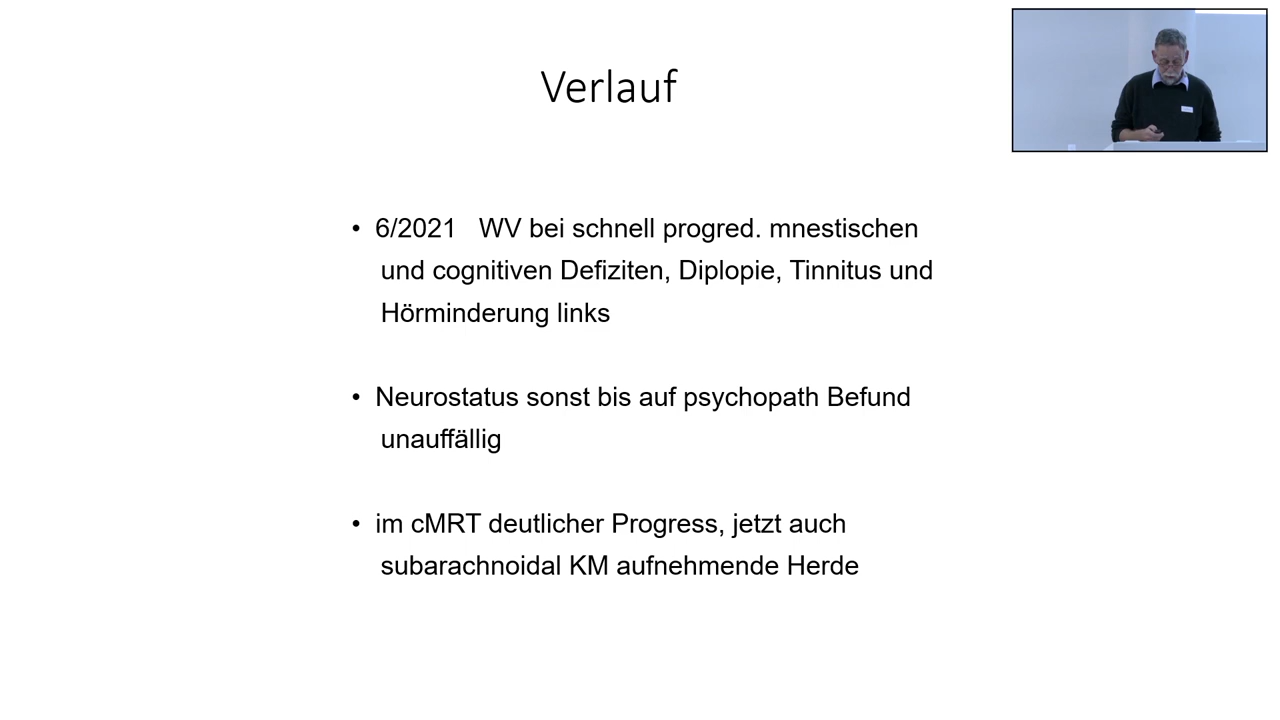 Verlauf
• 6/2021 WV bei schnell progred. mnestischen
und cognitiven Defiziten, Diplopie, Tinnitus und
Hörminderung links
• Neurostatus sonst bis auf psychopath Befund
unauffällig
• im cMRT deutlicher Progress, jetzt auch
subarachnoidal KM aufnehmende Herde